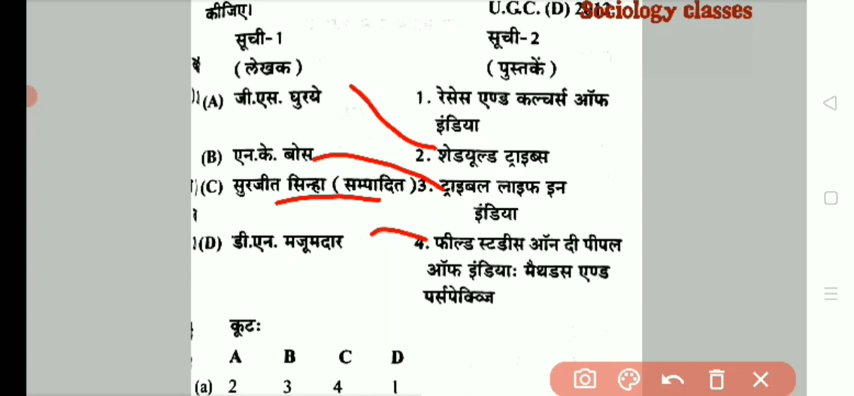 कीजिए।
U.G.C. (D) 2012
Sociology classes
सूची-1
सूची-2
(लेखक)
(पुस्तकें)
(A) जी.एस. घुरये
1. रेसेस एण्ड कल्चर्स ऑफ
इंडिया
(B) एन.के. बोस
2. शेडयूल्ड ट्राइब्स
(C) सुरजीत सिन्हा (सम्पादित)
3. ट्राइबल लाइफ इन
इंडिया
(D) डी.एन. मजूमदार
4. फील्ड स्टडीस ऑन दी पीपल
ऑफ इंडियाः मैथडस एण्ड
पर्सपेक्व्जि
कूटः
A B C D
(a) 2 3 4 1